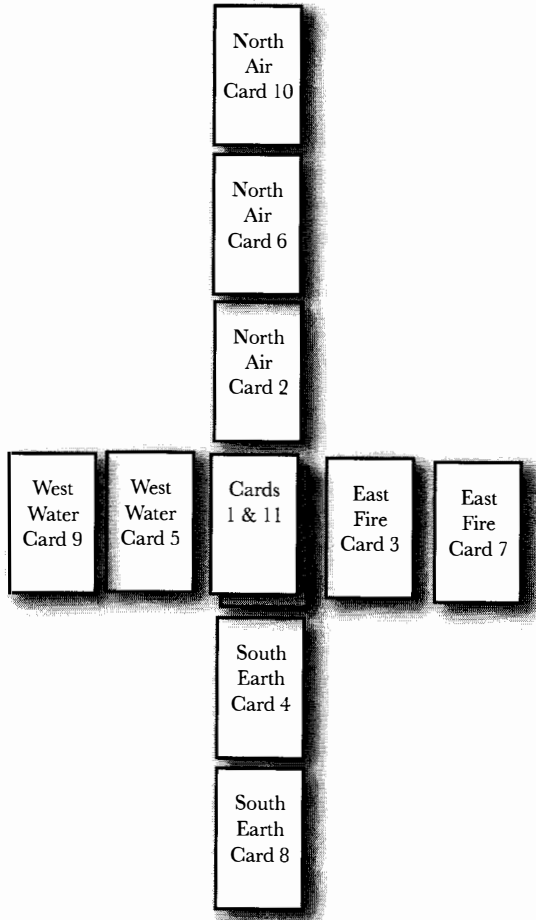 North
Air
Card 10
North
Air
Card 6
North
Air
Card 2
West
Water
Card 9
West
Water
Card 5
Cards
1 & 11
East
Fire
Card 3
East
Fire
Card 7
South
Earth
Card 4
South
Earth
Card 8